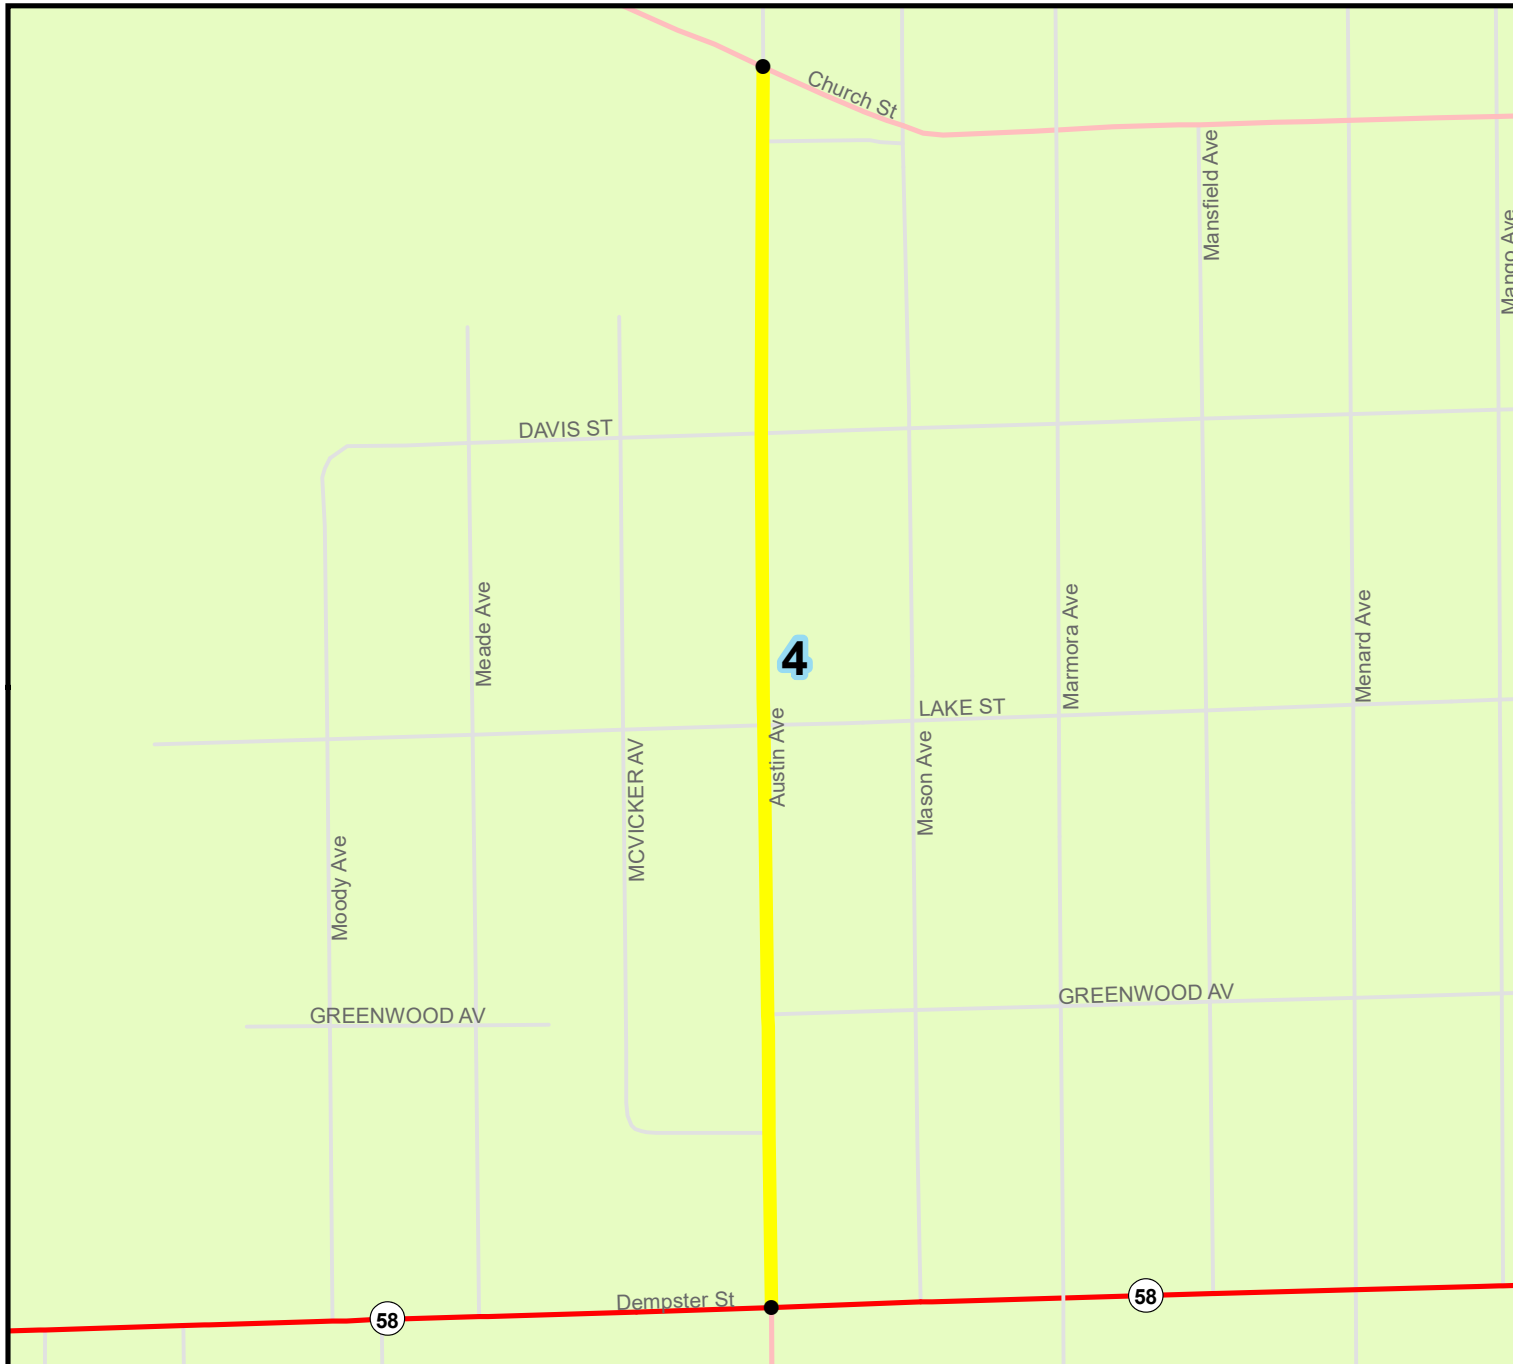 Church St
Mansfield Ave
Mango Ave
DAVIS ST
Meade Ave
Marmora Ave
Menard Ave
4
LAKE ST
Austin Ave
Mason Ave
MCVICKER AV
Moody Ave
GREENWOOD AV
GREENWOOD AV
Dempster St
58
58